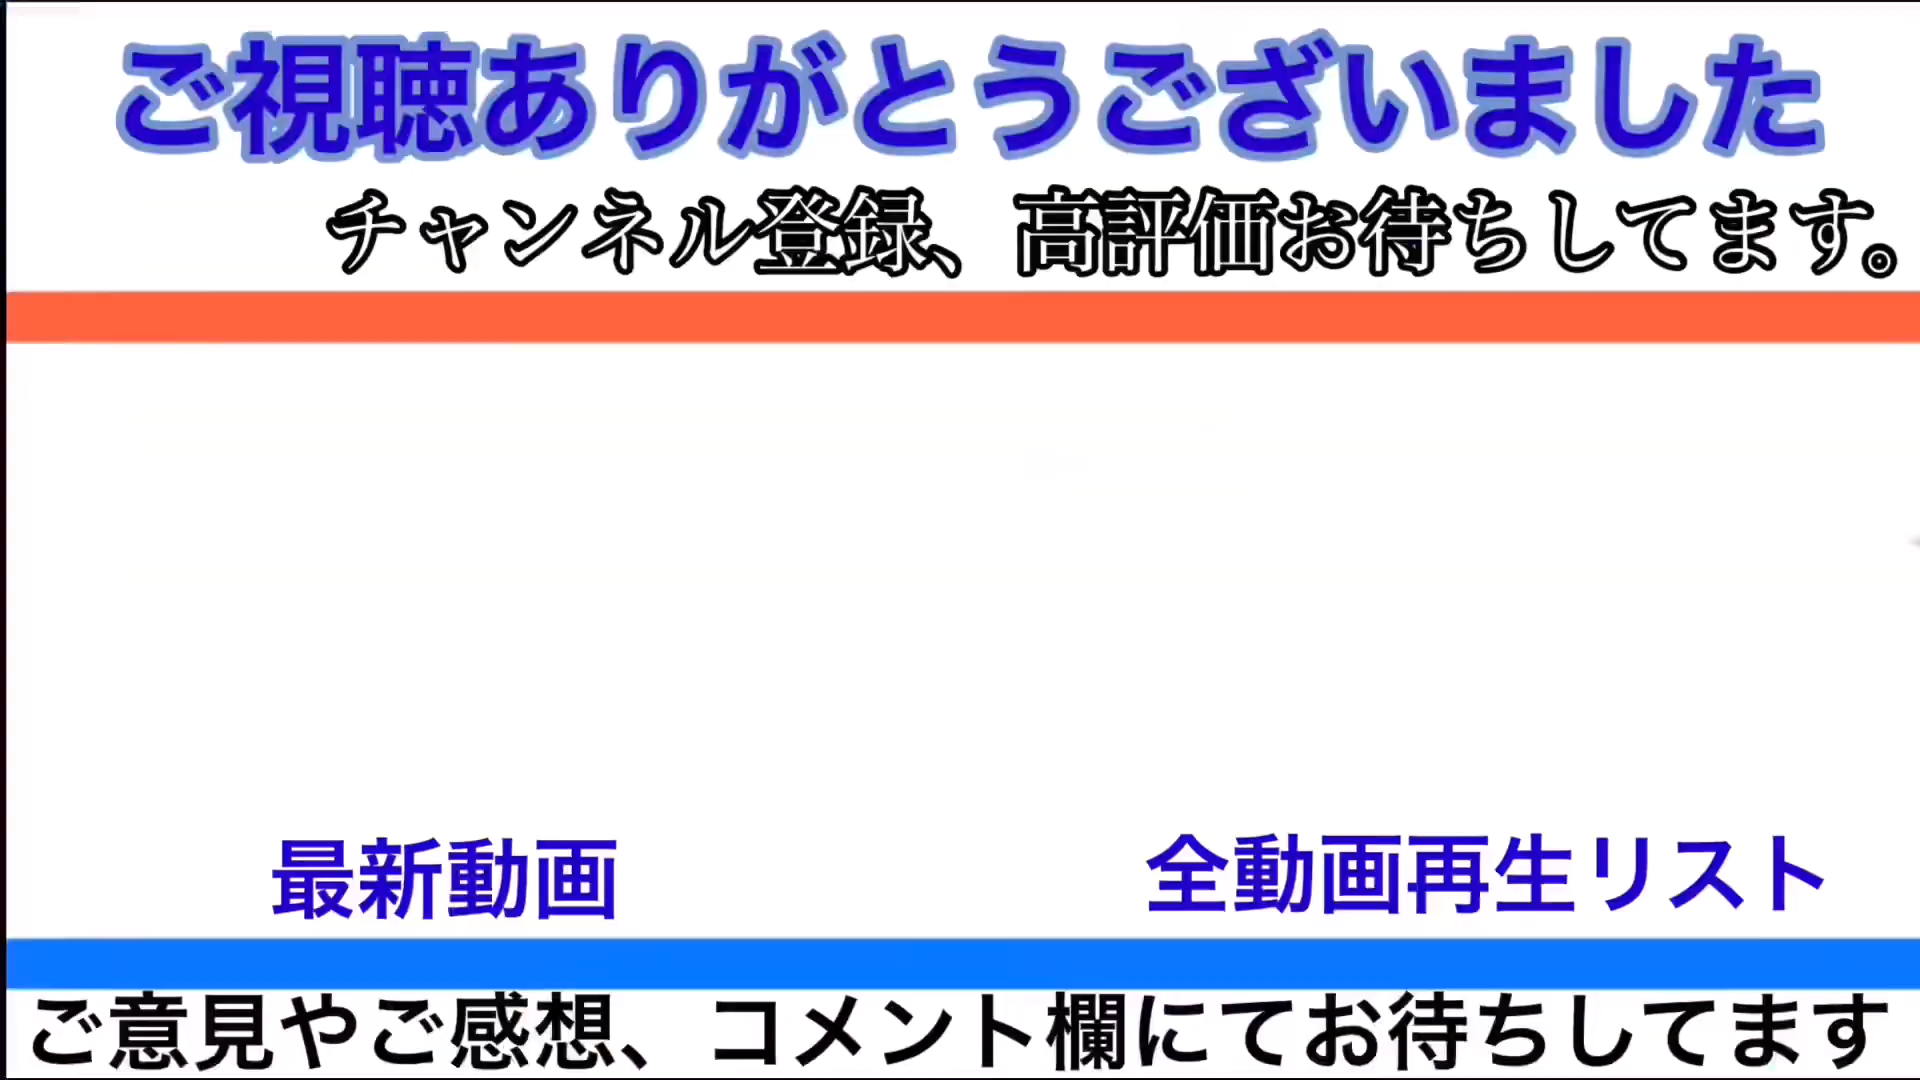 ご視聴ありがとうございました
チャンネル登録、高評価お待ちしてます。
最新動画
全動画再生リスト
ご意見やご感想、コメント欄にてお待ちしてます